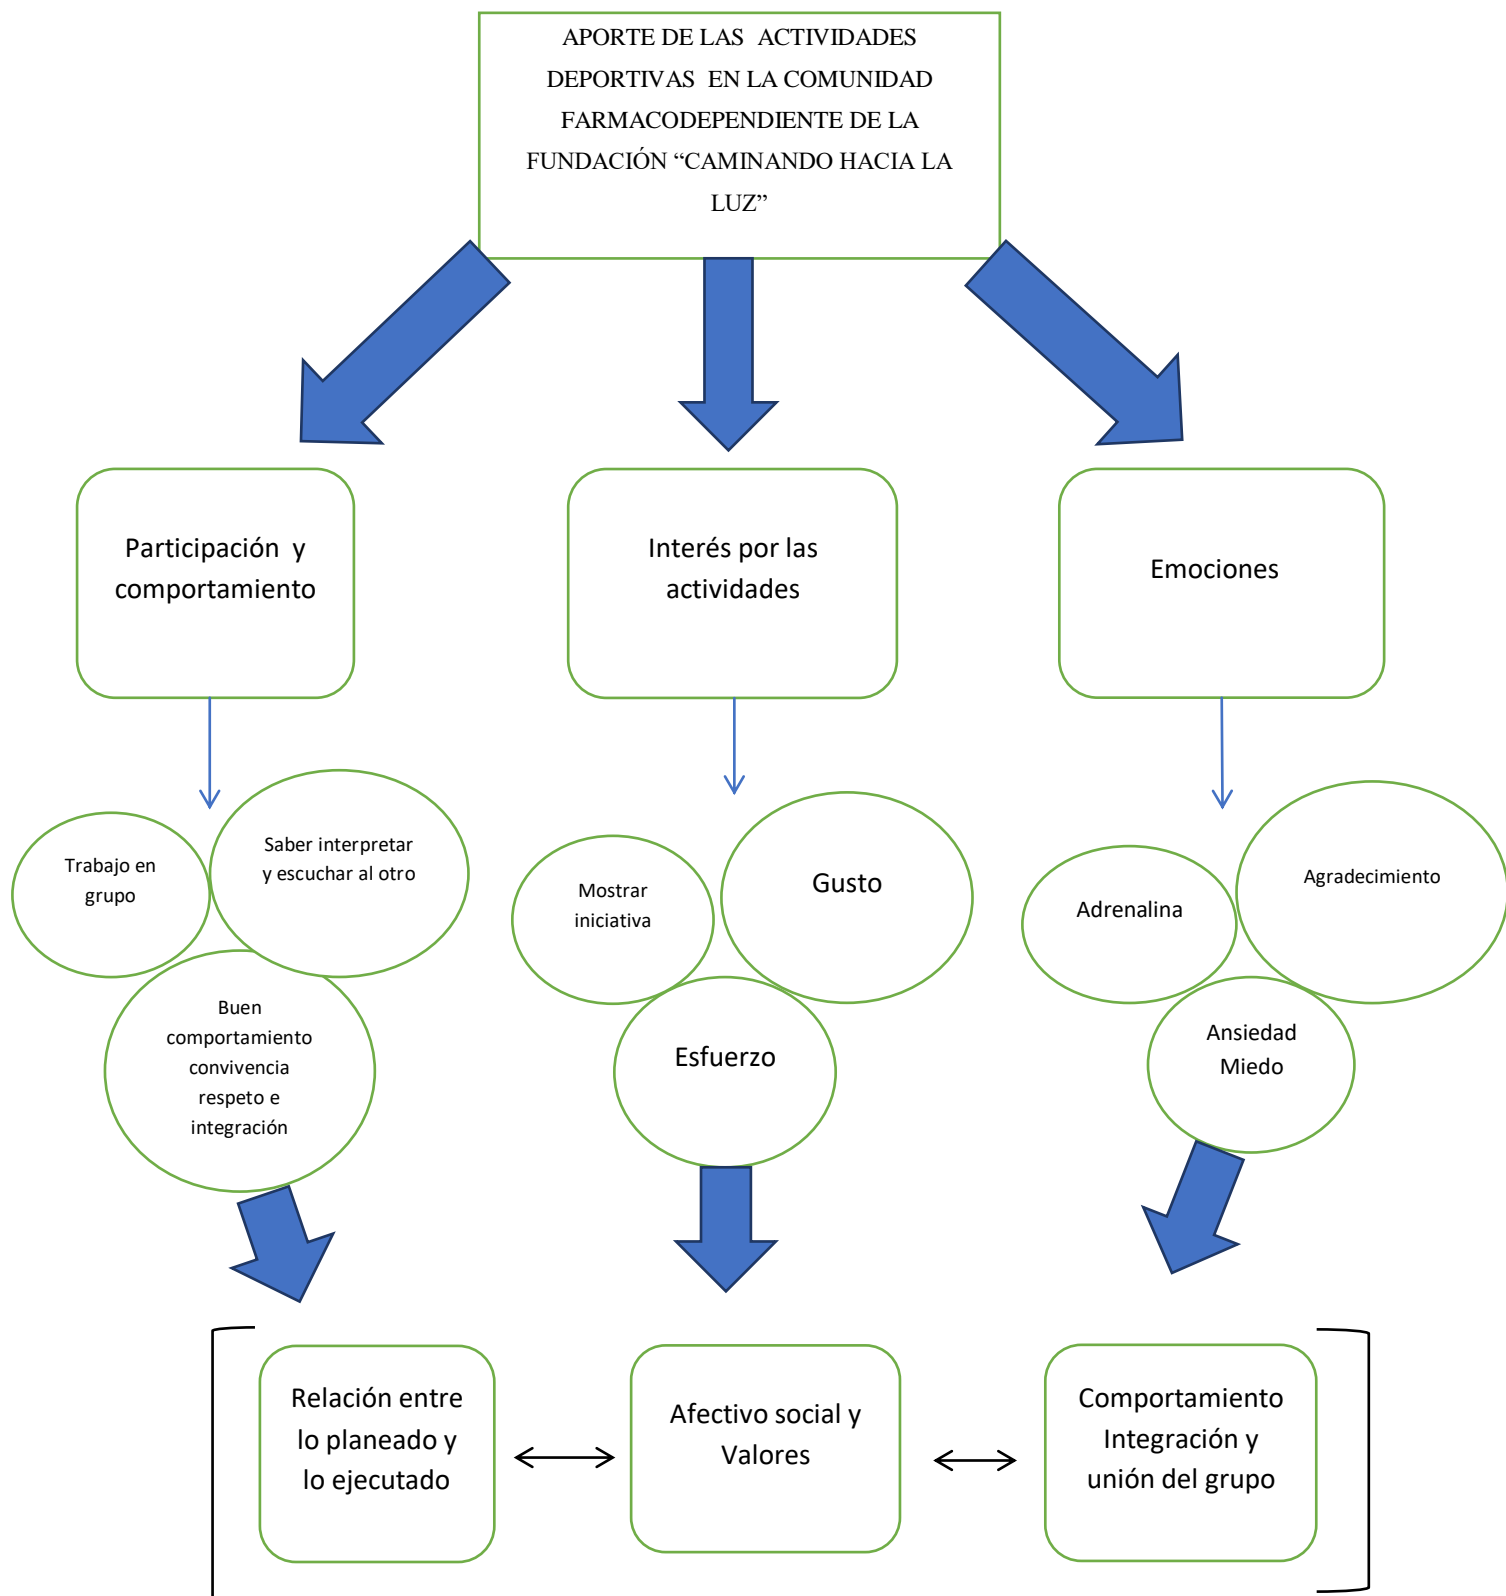 APORTE DE LAS ACTIVIDADES
DEPORTIVAS EN LA COMUNIDAD
FARMACODEPENDIENTE DE LA
FUNDACIÓN “CAMINANDO HACIA LA
LUZ”
Participación y
comportamiento
Interés por las
actividades
Emociones
Trabajo en
grupo
Saber interpretar
y escuchar al otro
Buen
comportamiento
convivencia
respeto e
integración
Mostrar
iniciativa
Gusto
Esfuerzo
Adrenalina
Agradecimiento
Ansiedad
Miedo
Relación entre
lo planeado y
lo ejecutado
Afectivo social y
Valores
Comportamiento
Integración y
unión del grupo